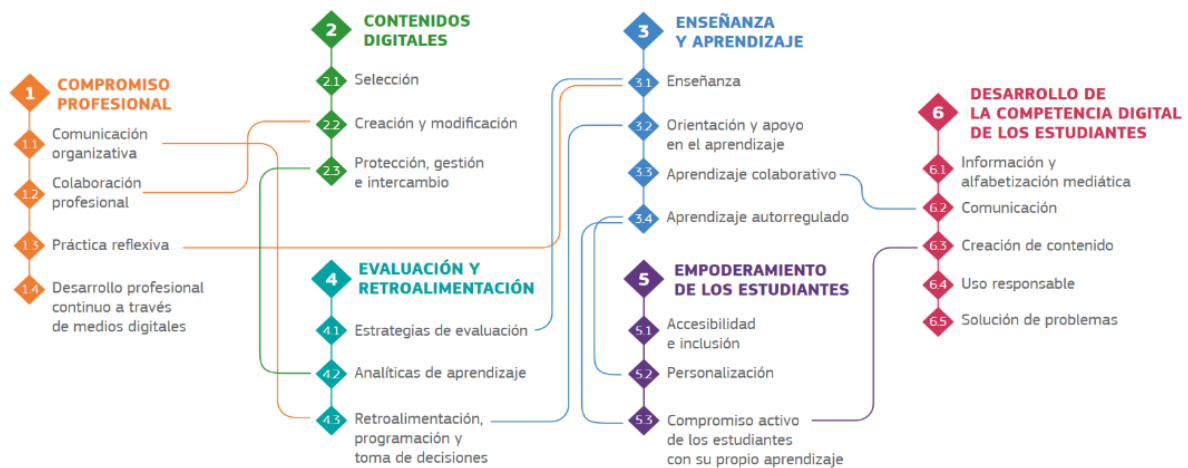 1
COMPROMISO
PROFESIONAL
1.1
Comunicación
organizativa
1.2
Colaboración
profesional
1.3
Práctica reflexiva
1.4
Desarrollo profesional
continuo a través
de medios digitales
2
CONTENIDOS
DIGITALES
2.1
Selección
2.2
Creación y modificación
2.3
Protección, gestión
e intercambio
3
ENSEÑANZA
Y APRENDIZAJE
3.1
Enseñanza
3.2
Orientación y apoyo
en el aprendizaje
3.3
Aprendizaje colaborativo
3.4
Aprendizaje autorregulado
4
EVALUACIÓN Y
RETROALIMENTACIÓN
4.1
Estrategias de evaluación
4.2
Analíticas de aprendizaje
4.3
Retroalimentación,
programación y
toma de decisiones
5
EMPODERAMIENTO
DE LOS ESTUDIANTES
5.1
Accesibilidad
e inclusión
5.2
Personalización
5.3
Compromiso activo
de los estudiantes
con su propio aprendizaje
6
DESARROLLO DE
LA COMPETENCIA DIGITAL
DE LOS ESTUDIANTES
6.1
Información y
alfabetización mediática
6.2
Comunicación
6.3
Creación de contenido
6.4
Uso responsable
6.5
Solución de problemas